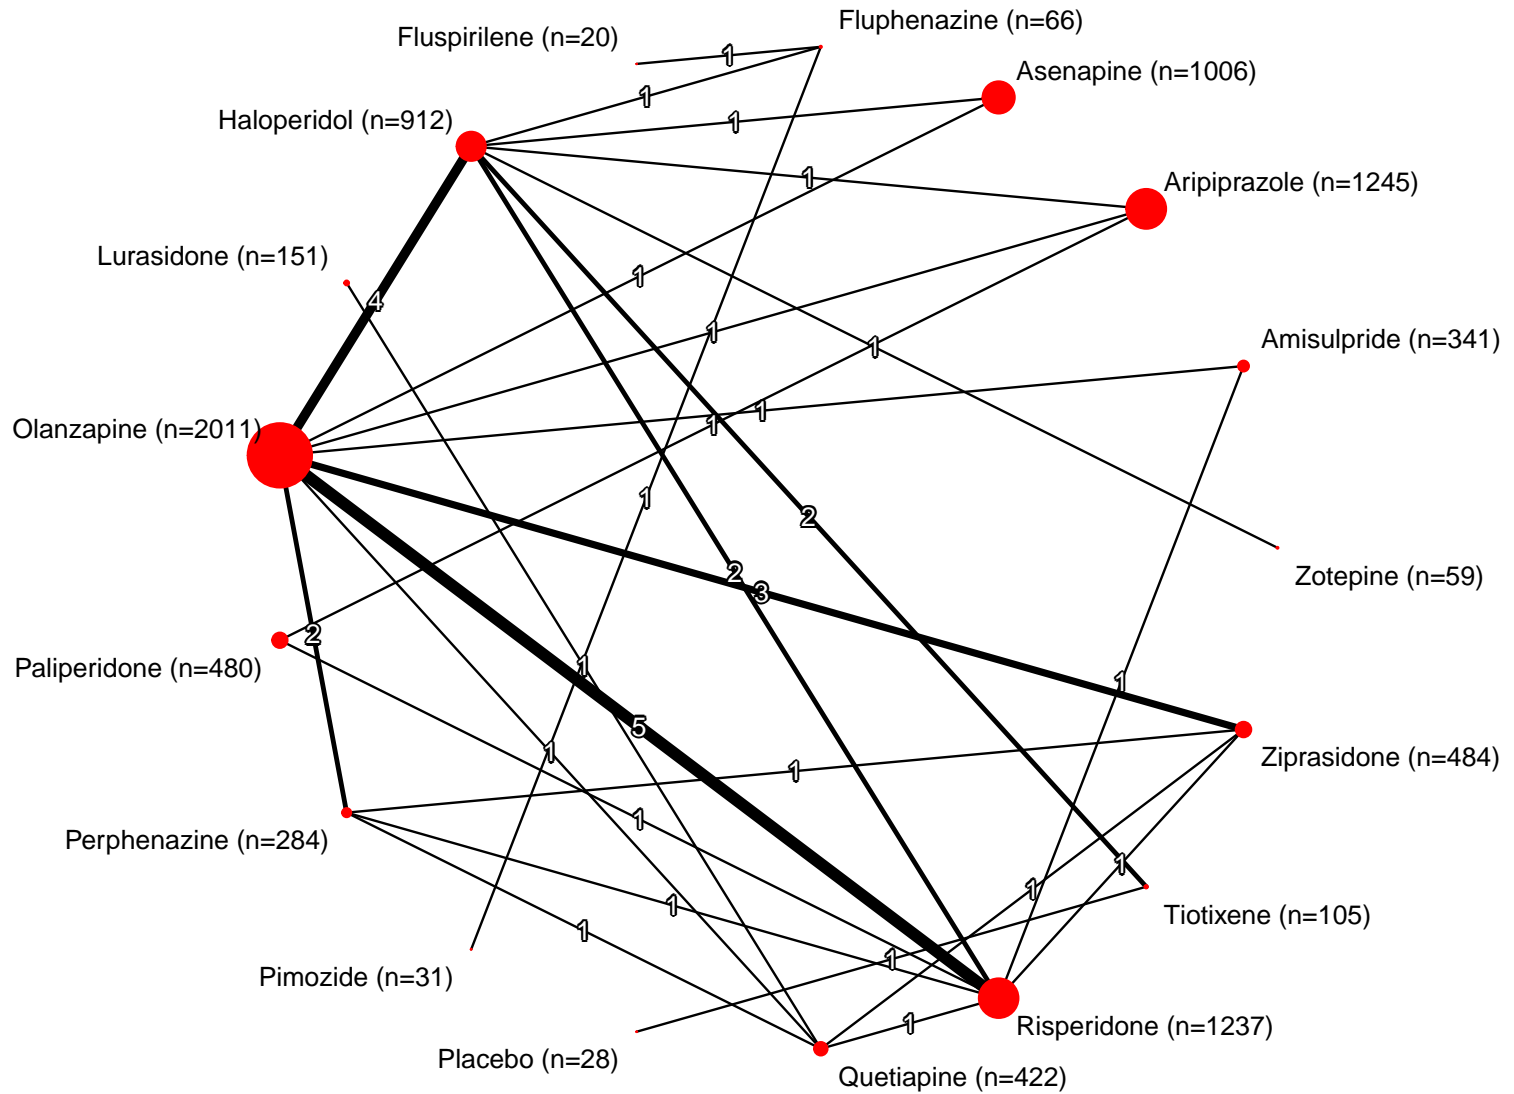 Fluphenazine (n=66)
Fluspirilene (n=20)
1
Asenapine (n=1006)
1
Haloperidol (n=912)
1
1
Aripiprazole (n=1245)
Lurasidone (n=151)
1
4
1
Amisulpride (n=341)
1
1
1
Olanzapine (n=2011)
1
2
Zotepine (n=59)
2
3
2
1
Paliperidone (n=480)
1
5
1
Ziprasidone (n=484)
1
1
Perphenazine (n=284)
1
1
1
1
Tiotixene (n=105)
1
Pimozide (n=31)
1
Risperidone (n=1237)
Placebo (n=28)
Quetiapine (n=422)